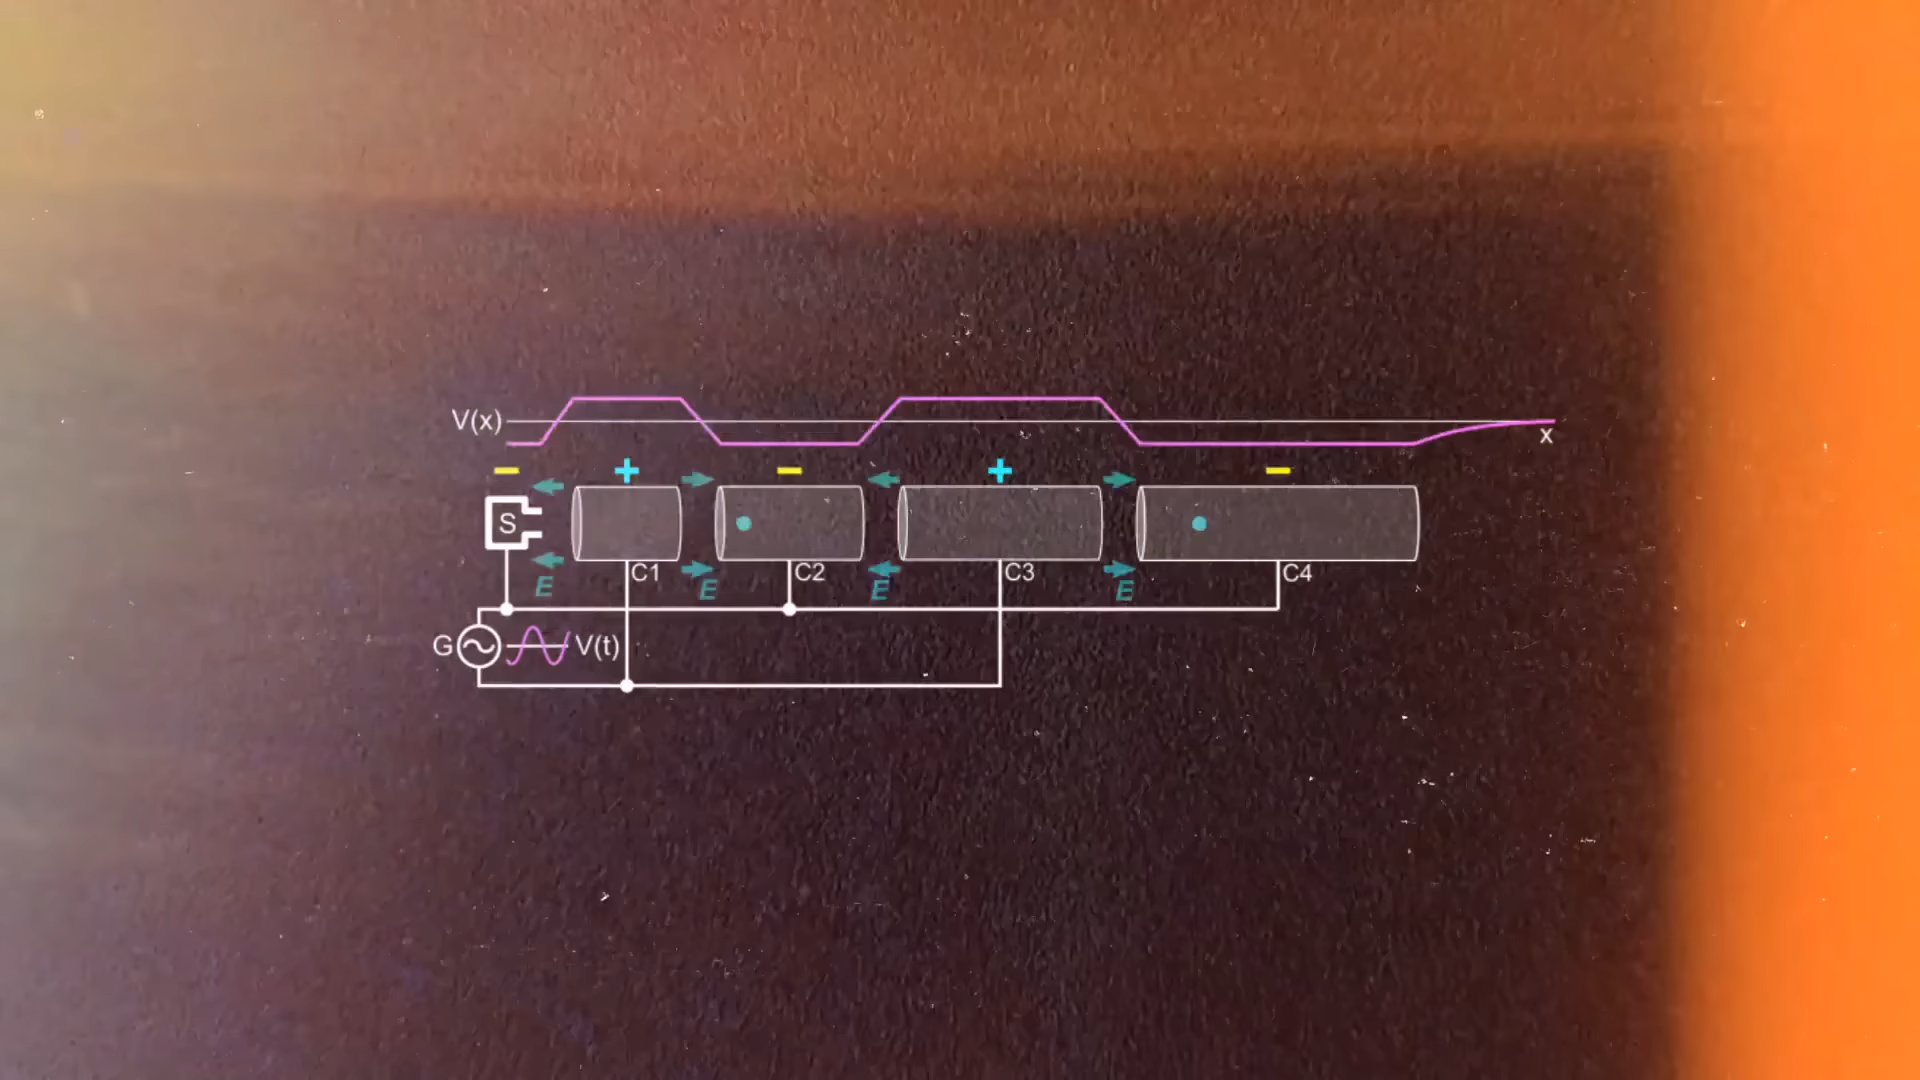 V(x)
x
− + − + −
S
C1 C2 C3 C4
E E E E
G V(t)